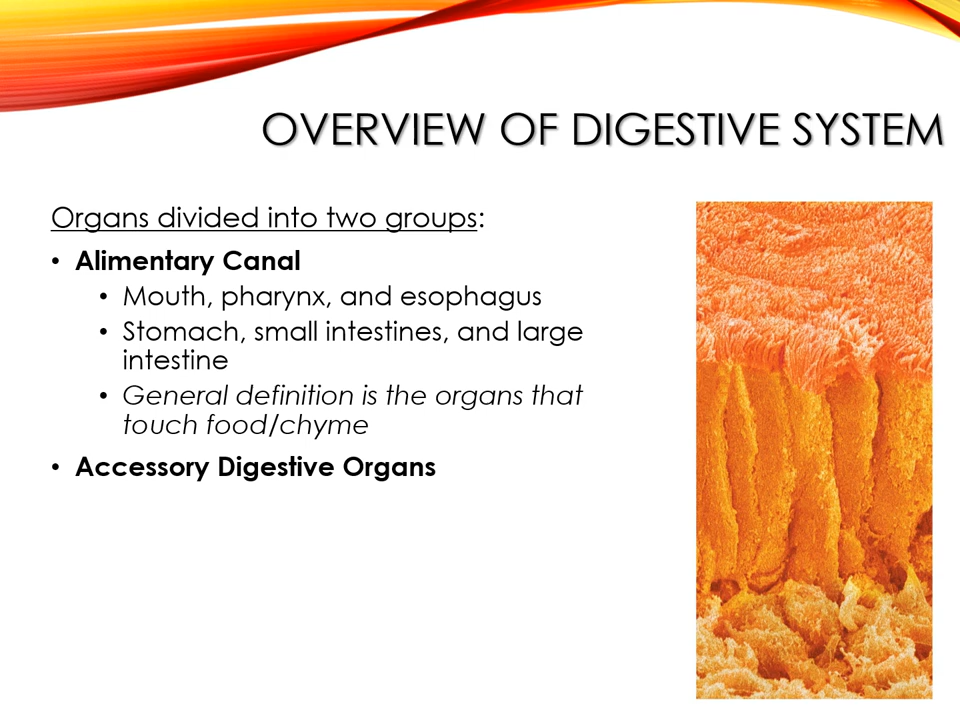 OVERVIEW OF DIGESTIVE SYSTEM
Organs divided into two groups:
• Alimentary Canal
• Mouth, pharynx, and esophagus
• Stomach, small intestines, and large
intestine
• General definition is the organs that
touch food/chyme
• Accessory Digestive Organs